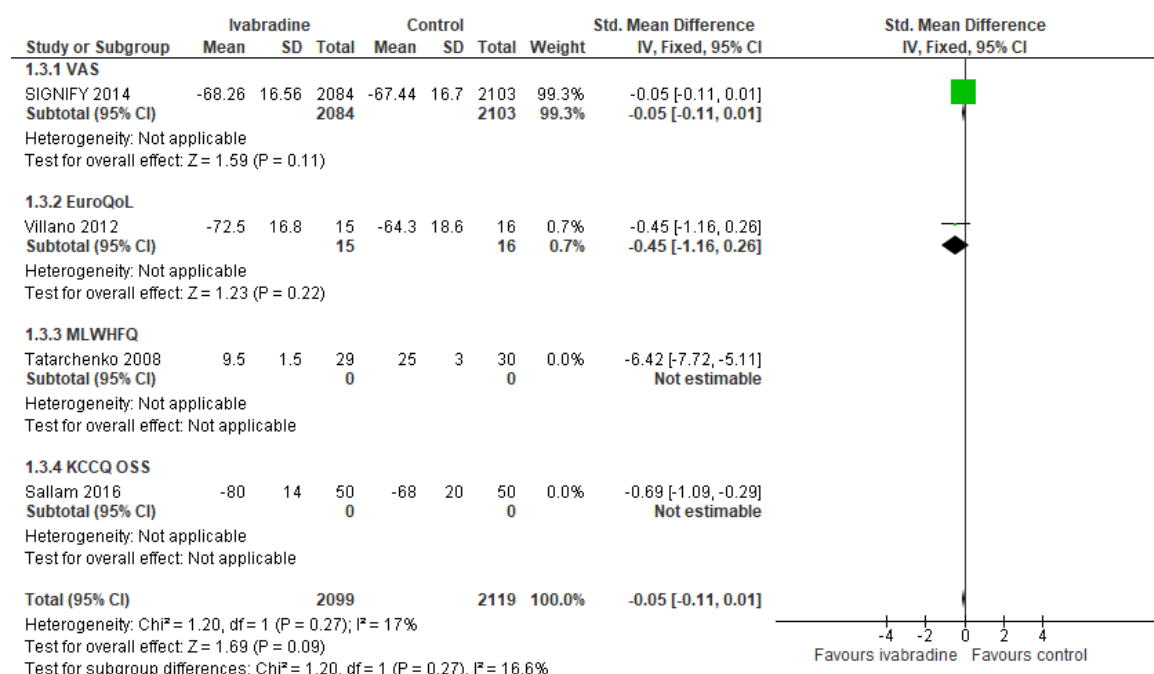 Ivabradine Control Std. Mean Difference Std. Mean Difference
Study or Subgroup Mean SD Total Mean SD Total Weight IV, Fixed, 95% CI IV, Fixed, 95% CI
1.3.1 VAS
SIGNIFY 2014 -68.26 16.56 2084 -67.44 16.7 2103 99.3% -0.05 [-0.11, 0.01]
Subtotal (95% CI) 2084 2103 99.3% -0.05 [-0.11, 0.01]
Heterogeneity: Not applicable
Test for overall effect: Z = 1.59 (P = 0.11)
1.3.2 EuroQoL
Villano 2012 -72.5 16.8 15 -64.3 18.6 16 0.7% -0.45 [-1.16, 0.26]
Subtotal (95% CI) 15 16 0.7% -0.45 [-1.16, 0.26]
Heterogeneity: Not applicable
Test for overall effect: Z = 1.23 (P = 0.22)
1.3.3 MLWHFQ
Tatarchenko 2008 9.5 1.5 29 25 3 30 0.0% -6.42 [-7.72, -5.11]
Subtotal (95% CI) 0 0 Not estimable
Heterogeneity: Not applicable
Test for overall effect: Not applicable
1.3.4 KCCQ OSS
Sallam 2016 -80 14 50 -68 20 50 0.0% -0.69 [-1.09, -0.29]
Subtotal (95% CI) 0 0 Not estimable
Heterogeneity: Not applicable
Test for overall effect: Not applicable
Total (95% CI) 2099 2119 100.0% -0.05 [-0.11, 0.01]
Heterogeneity: Chi² = 1.20, df = 1 (P = 0.27); I² = 17%
Test for overall effect: Z = 1.69 (P = 0.09)
Test for subgroup differences: Chi² = 1.20, df = 1 (P = 0.27), I² = 16.6%
-4 -2 0 2 4
Favours ivabradine Favours control